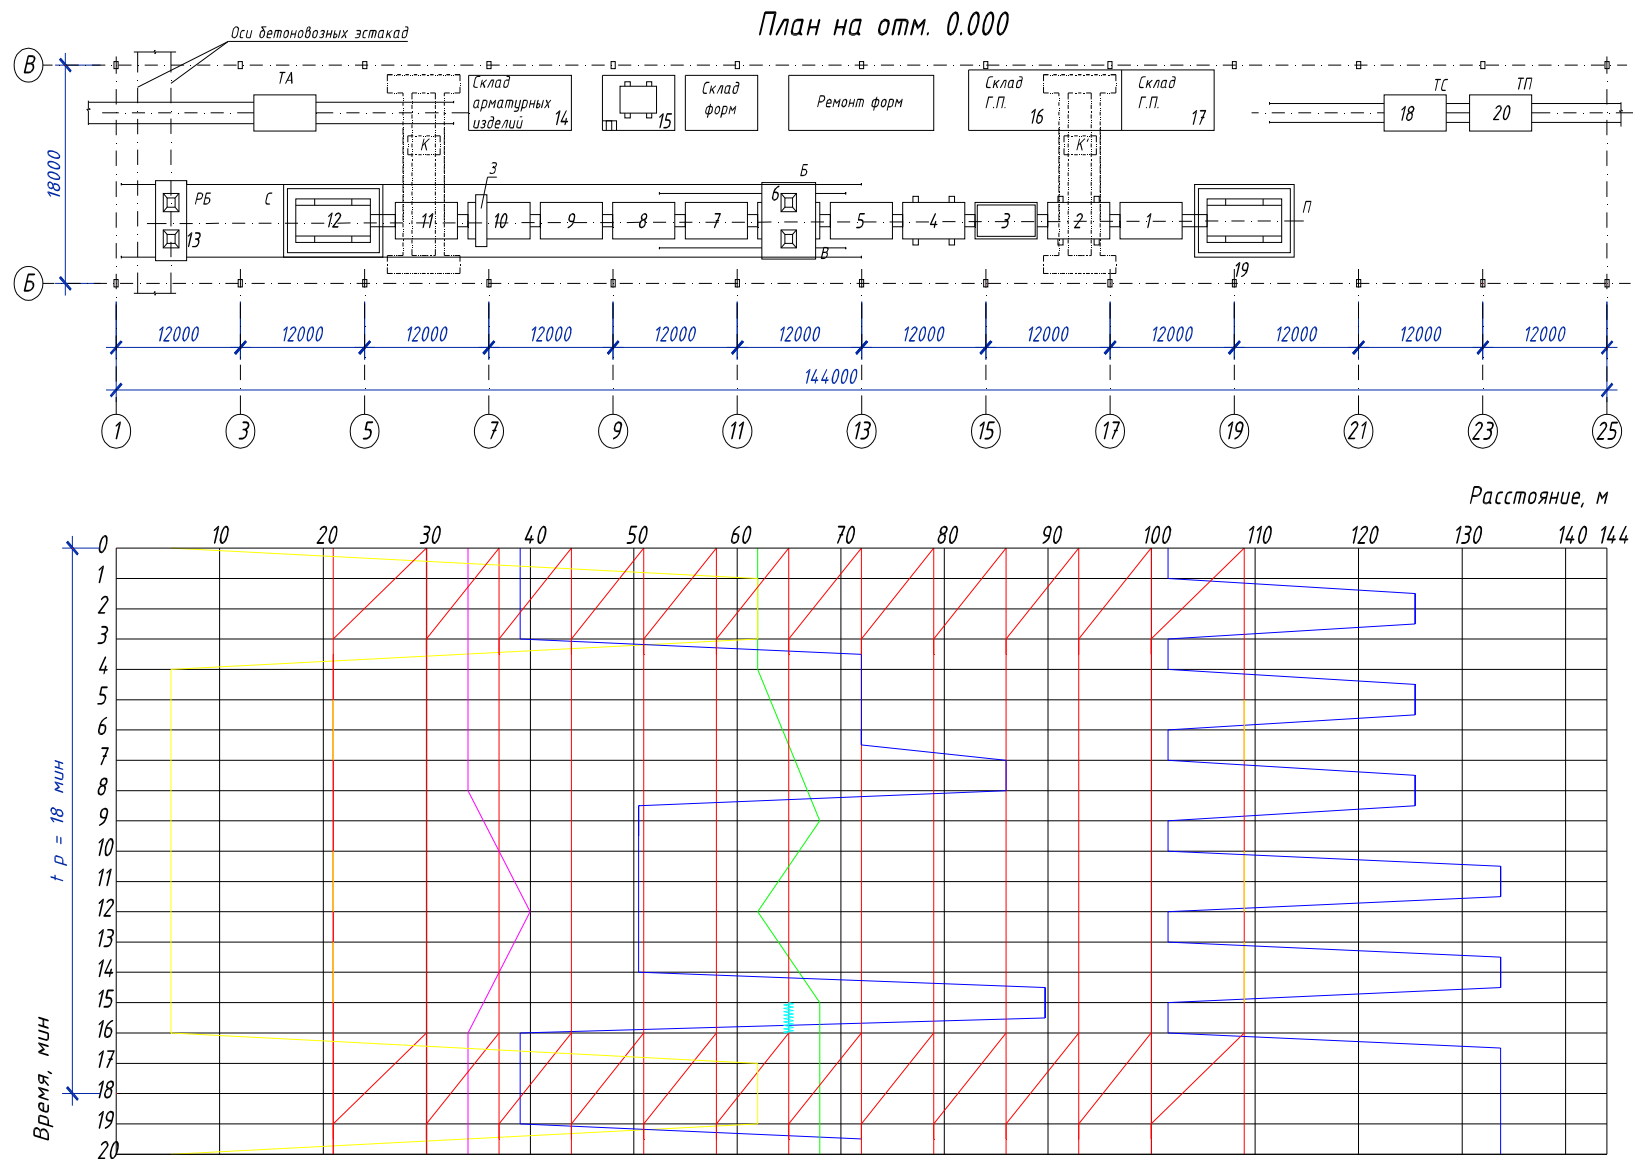 План на отм. 0.000
Оси бетоновозных эстакад
В
ТА
Склад
арматурных
изделий 14
15
Склад
форм
Ремонт форм
Склад
Г.П.
16
Склад
Г.П.
17
ТС
ТП
18
20
К
К
18000
З
Б
6
РБ
С
П
13
12
11
10
9
8
7
5
4
3
2
1
В
19
Б
12000 12000 12000 12000 12000 12000 12000 12000 12000 12000 12000 12000
144000
1 3 5 7 9 11 13 15 17 19 21 23 25
Расстояние, м
0 10 20 30 40 50 60 70 80 90 100 110 120 130 140 144
1
2
3
4
5
6
7
8
9
10
11
12
13
14
15
16
17
18
19
20
t р = 18 мин
Время, мин